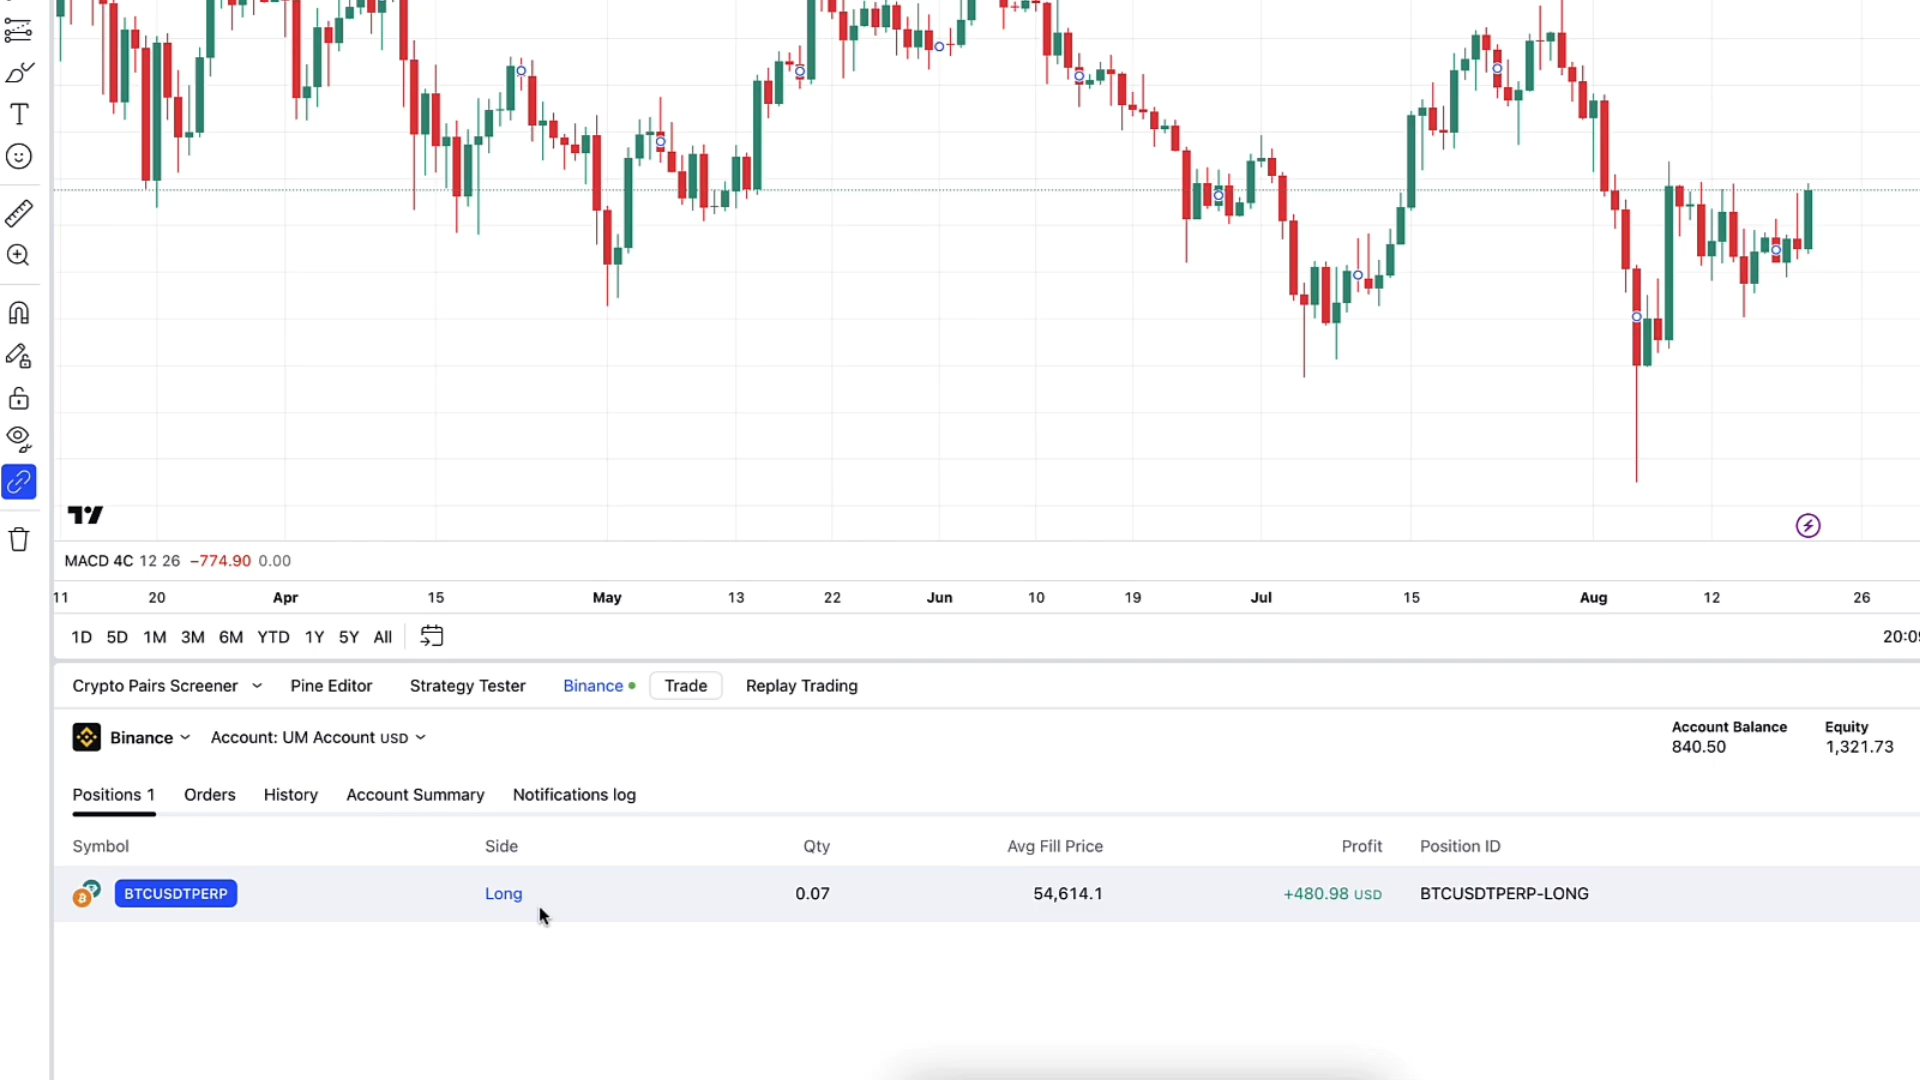 MACD 4C 12 26 −774.90 0.00
11 20 Apr 15 May 13 22 Jun 10 19 Jul 15 Aug 12 26
1D 5D 1M 3M 6M YTD 1Y 5Y All
Crypto Pairs Screener Pine Editor Strategy Tester Binance Trade Replay Trading
Binance Account: UM Account USD
Account Balance Equity
840.50 1,321.73
Positions 1 Orders History Account Summary Notifications log
Symbol Side Qty Avg Fill Price Profit Position ID
BTCUSDTPERP Long 0.07 54,614.1 +480.98 USD BTCUSDTPERP-LONG